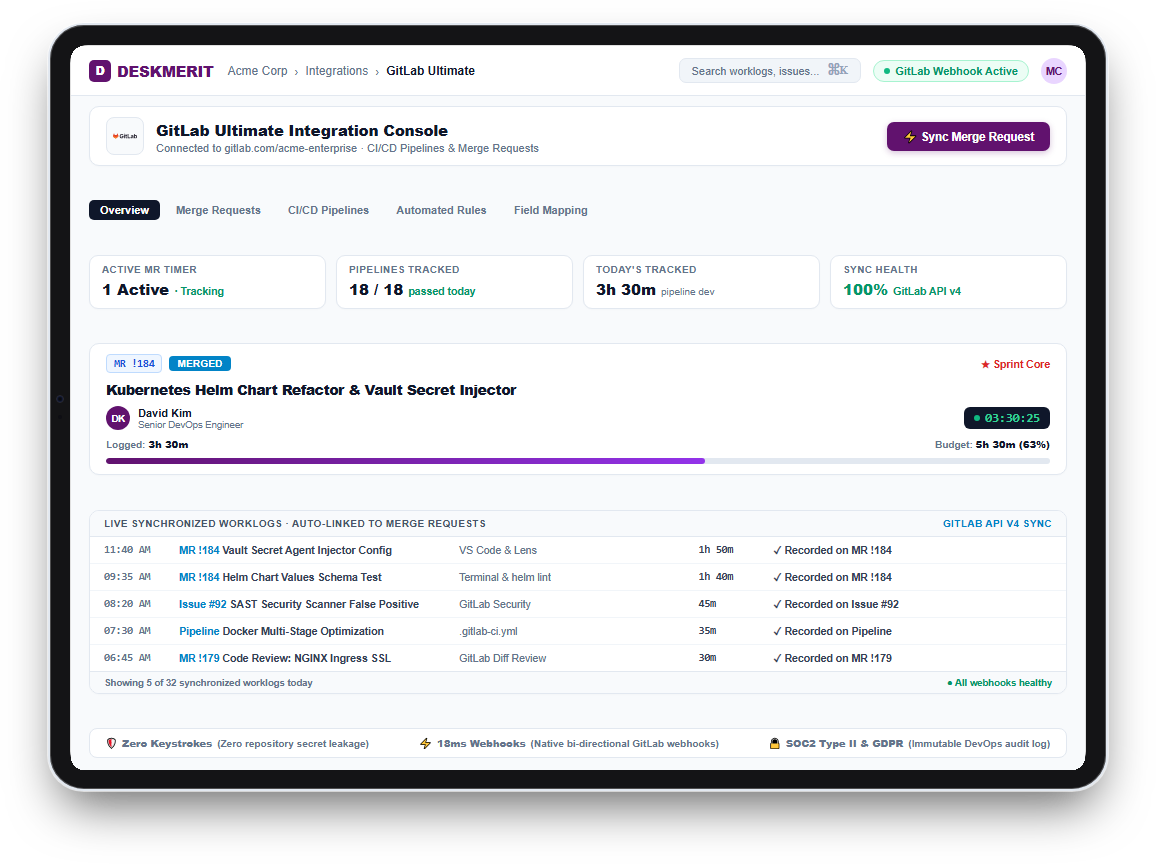 D DESKMERIT Acme Corp › Integrations › GitLab Ultimate Search worklogs, issues... ⌘K ● GitLab Webhook Active MC
GitLab
GitLab Ultimate Integration Console
Connected to gitlab.com/acme-enterprise · CI/CD Pipelines & Merge Requests
⚡ Sync Merge Request
Overview Merge Requests CI/CD Pipelines Automated Rules Field Mapping
ACTIVE MR TIMER
1 Active · Tracking
PIPELINES TRACKED
18 / 18 passed today
TODAY'S TRACKED
3h 30m pipeline dev
SYNC HEALTH
100% GitLab API v4
MR !184 MERGED ★ Sprint Core
Kubernetes Helm Chart Refactor & Vault Secret Injector
DK David Kim
Senior DevOps Engineer
● 03:30:25
Logged: 3h 30m Budget: 5h 30m (63%)
LIVE SYNCHRONIZED WORKLOGS · AUTO-LINKED TO MERGE REQUESTS GITLAB API V4 SYNC
11:40 AM MR !184 Vault Secret Agent Injector Config VS Code & Lens 1h 50m ✓ Recorded on MR !184
09:35 AM MR !184 Helm Chart Values Schema Test Terminal & helm lint 1h 40m ✓ Recorded on MR !184
08:20 AM Issue #92 SAST Security Scanner False Positive GitLab Security 45m ✓ Recorded on Issue #92
07:30 AM Pipeline Docker Multi-Stage Optimization .gitlab-ci.yml 35m ✓ Recorded on Pipeline
06:45 AM MR !179 Code Review: NGINX Ingress SSL GitLab Diff Review 30m ✓ Recorded on MR !179
Showing 5 of 32 synchronized worklogs today ● All webhooks healthy
Zero Keystrokes (Zero repository secret leakage) ⚡ 18ms Webhooks (Native bi-directional GitLab webhooks) 🔒 SOC2 Type II & GDPR (Immutable DevOps audit log)